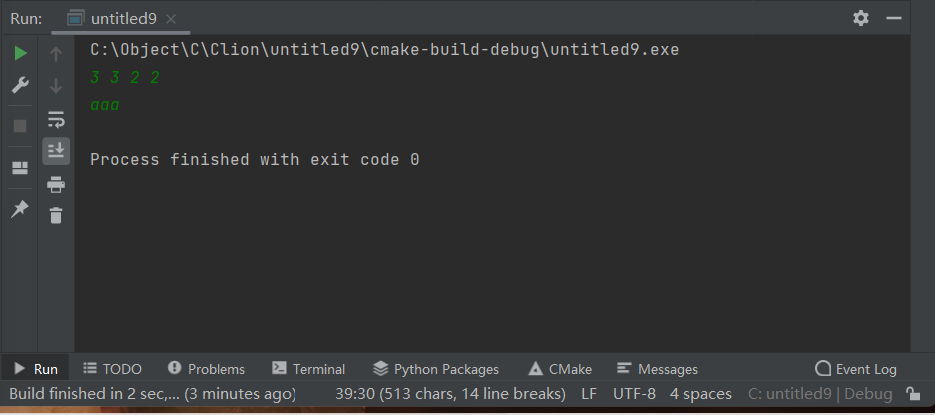 Run: untitled9
C:\Object\C\Clion\untitled9\cmake-build-debug\untitled9.exe
3 3 2 2
aaa
Process finished with exit code 0
Run TODO Problems Terminal Python Packages CMake Messages Event Log
Build finished in 2 sec,... (3 minutes ago) 39:30 (513 chars, 14 line breaks) LF UTF-8 4 spaces C: untitled9 | Debug